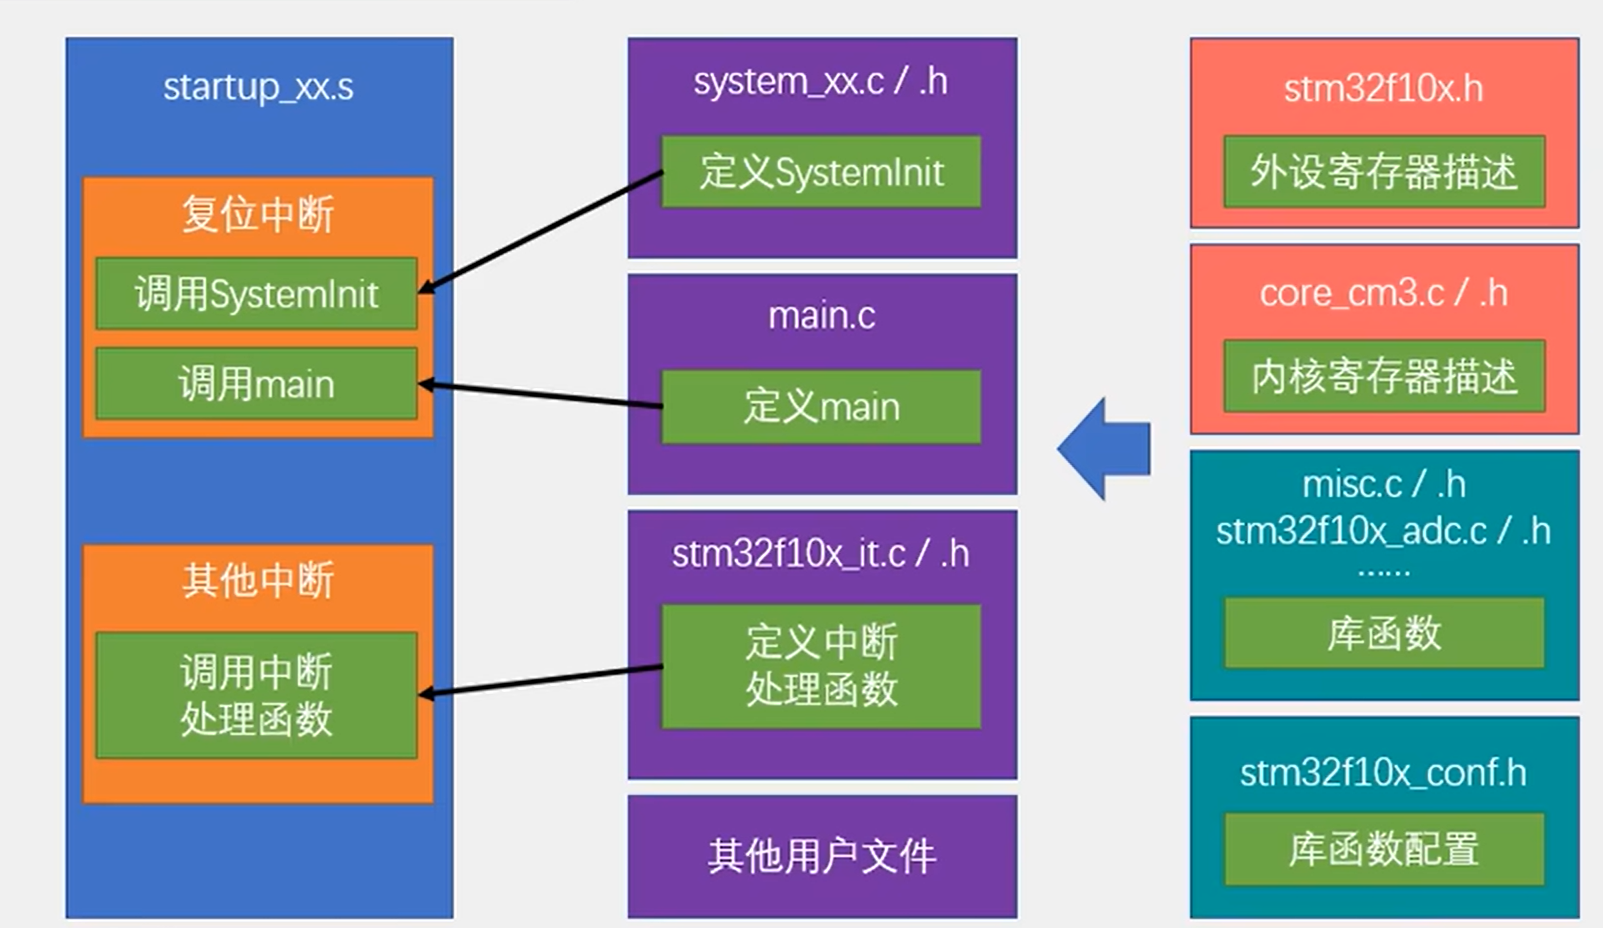 startup_xx.s
复位中断
调用SystemInit
调用main
其他中断
调用中断
处理函数
system_xx.c / .h
定义SystemInit
main.c
定义main
stm32f10x_it.c / .h
定义中断
处理函数
其他用户文件
stm32f10x.h
外设寄存器描述
core_cm3.c / .h
内核寄存器描述
misc.c / .h
stm32f10x_adc.c / .h
......
库函数
stm32f10x_conf.h
库函数配置